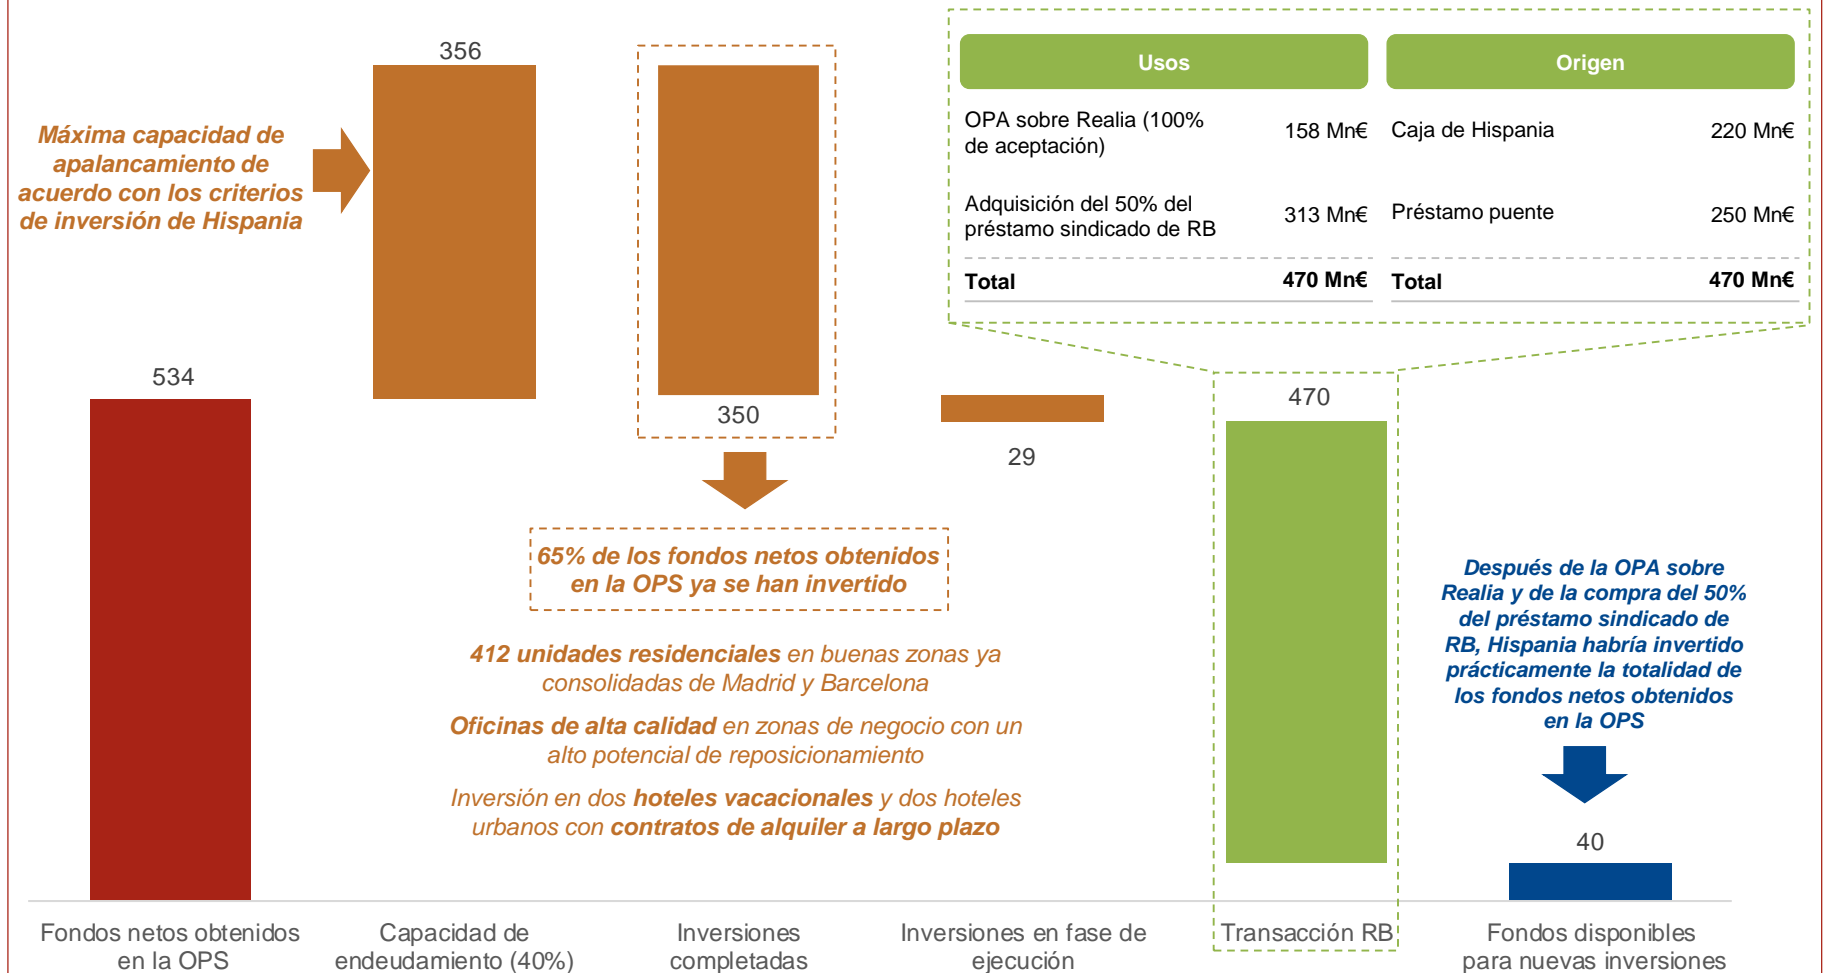 356
Máxima capacidad de
apalancamiento de
acuerdo con los criterios
de inversión de Hispania
Usos
Origen
OPA sobre Realia (100%
de aceptación)
158 Mn€
Caja de Hispania
220 Mn€
Adquisición del 50% del
préstamo sindicado de RB
313 Mn€
Préstamo puente
250 Mn€
Total
470 Mn€
Total
470 Mn€
534
350
29
470
65% de los fondos netos obtenidos
en la OPS ya se han invertido
412 unidades residenciales en buenas zonas ya
consolidadas de Madrid y Barcelona
Oficinas de alta calidad en zonas de negocio con un
alto potencial de reposicionamiento
Inversión en dos hoteles vacacionales y dos hoteles
urbanos con contratos de alquiler a largo plazo
Después de la OPA sobre
Realia y de la compra del 50%
del préstamo sindicado de
RB, Hispania habría invertido
prácticamente la totalidad de
los fondos netos obtenidos
en la OPS
40
Fondos netos obtenidos
en la OPS
Capacidad de
endeudamiento (40%)
Inversiones
completadas
Inversiones en fase de
ejecución
Transacción RB
Fondos disponibles
para nuevas inversiones